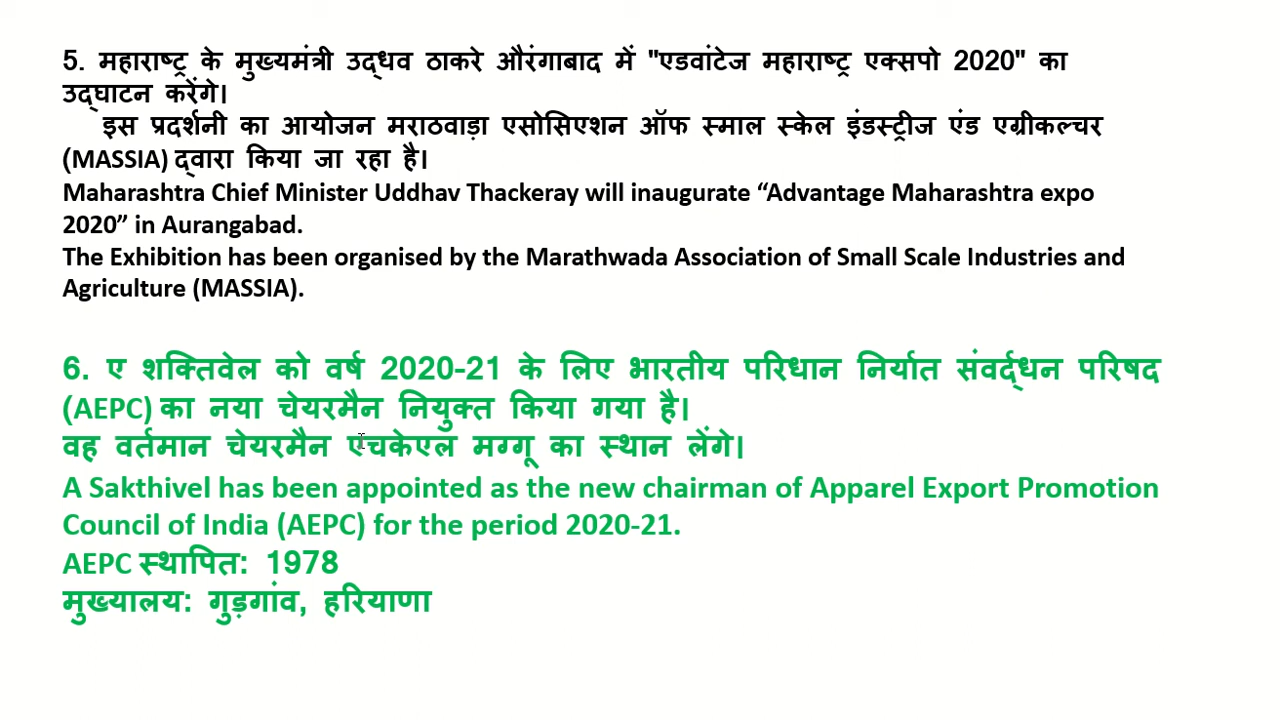 5. महाराष्ट्र के मुख्यमंत्री उद्धव ठाकरे औरंगाबाद में "एडवांटेज महाराष्ट्र एक्सपो 2020" का
उद्घाटन करेंगे।
इस प्रदर्शनी का आयोजन मराठवाड़ा एसोसिएशन ऑफ स्माल स्केल इंडस्ट्रीज एंड एग्रीकल्चर
(MASSIA) द्वारा किया जा रहा है।
Maharashtra Chief Minister Uddhav Thackeray will inaugurate “Advantage Maharashtra expo
2020” in Aurangabad.
The Exhibition has been organised by the Marathwada Association of Small Scale Industries and
Agriculture (MASSIA).
6. ए शक्तिवेल को वर्ष 2020-21 के लिए भारतीय परिधान निर्यात संवर्द्धन परिषद
(AEPC) का नया चेयरमैन नियुक्त किया गया है।
वह वर्तमान चेयरमैन एचकेएल मग्गू का स्थान लेंगे।
A Sakthivel has been appointed as the new chairman of Apparel Export Promotion
Council of India (AEPC) for the period 2020-21.
AEPC स्थापित: 1978
मुख्यालय: गुड़गांव, हरियाणा